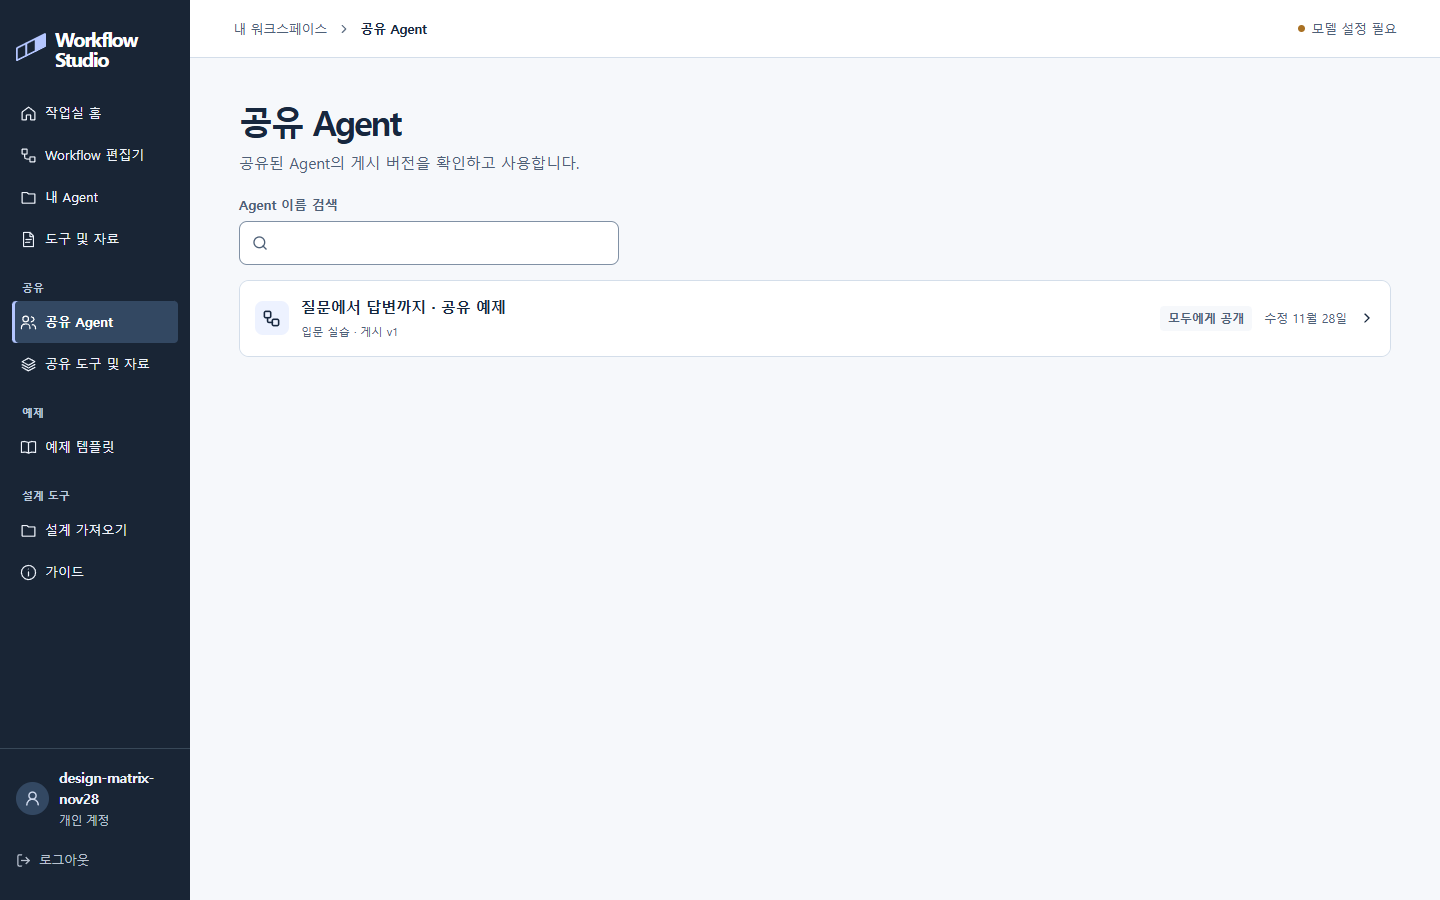 Workflow
Studio
작업실 홈
Workflow 편집기
내 Agent
도구 및 자료
공유
공유 Agent
공유 도구 및 자료
예제
예제 템플릿
설계 도구
설계 가져오기
가이드
design-matrix-
nov28
개인 계정
로그아웃
내 워크스페이스 > 공유 Agent
모델 설정 필요
공유 Agent
공유된 Agent의 게시 버전을 확인하고 사용합니다.
Agent 이름 검색
질문에서 답변까지 · 공유 예제
입문 실습 · 게시 v1
모두에게 공개 수정 11월 28일